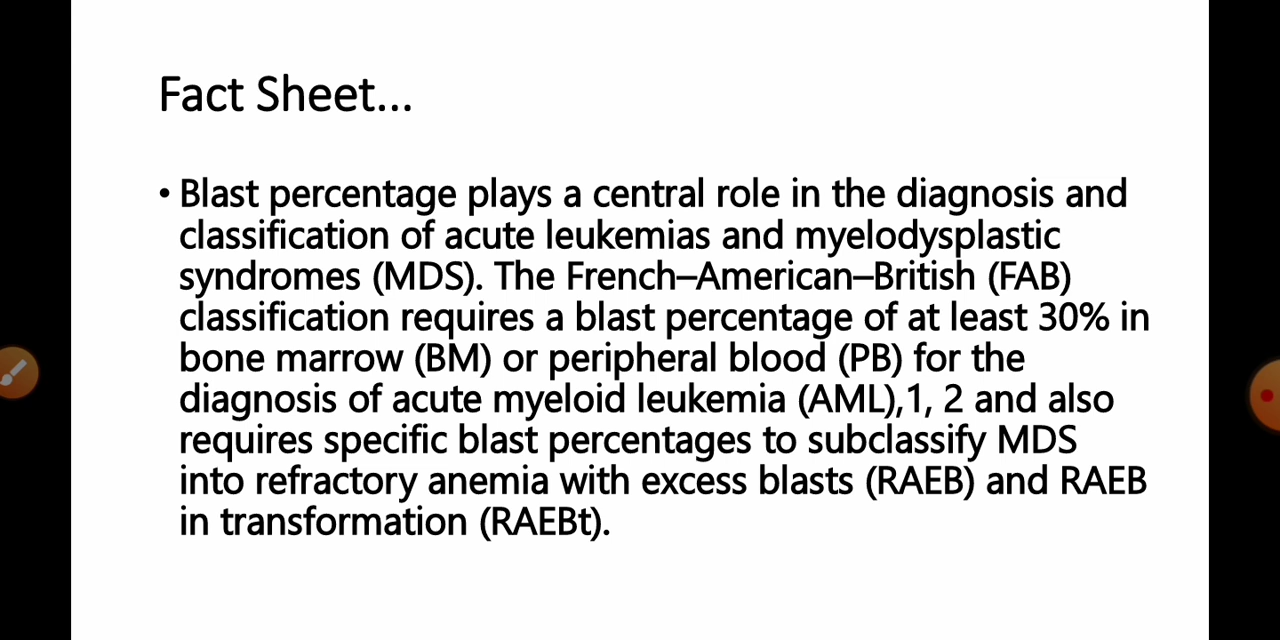 Fact Sheet...
• Blast percentage plays a central role in the diagnosis and
classification of acute leukemias and myelodysplastic
syndromes (MDS). The French–American–British (FAB)
classification requires a blast percentage of at least 30% in
bone marrow (BM) or peripheral blood (PB) for the
diagnosis of acute myeloid leukemia (AML),1, 2 and also
requires specific blast percentages to subclassify MDS
into refractory anemia with excess blasts (RAEB) and RAEB
in transformation (RAEBt).